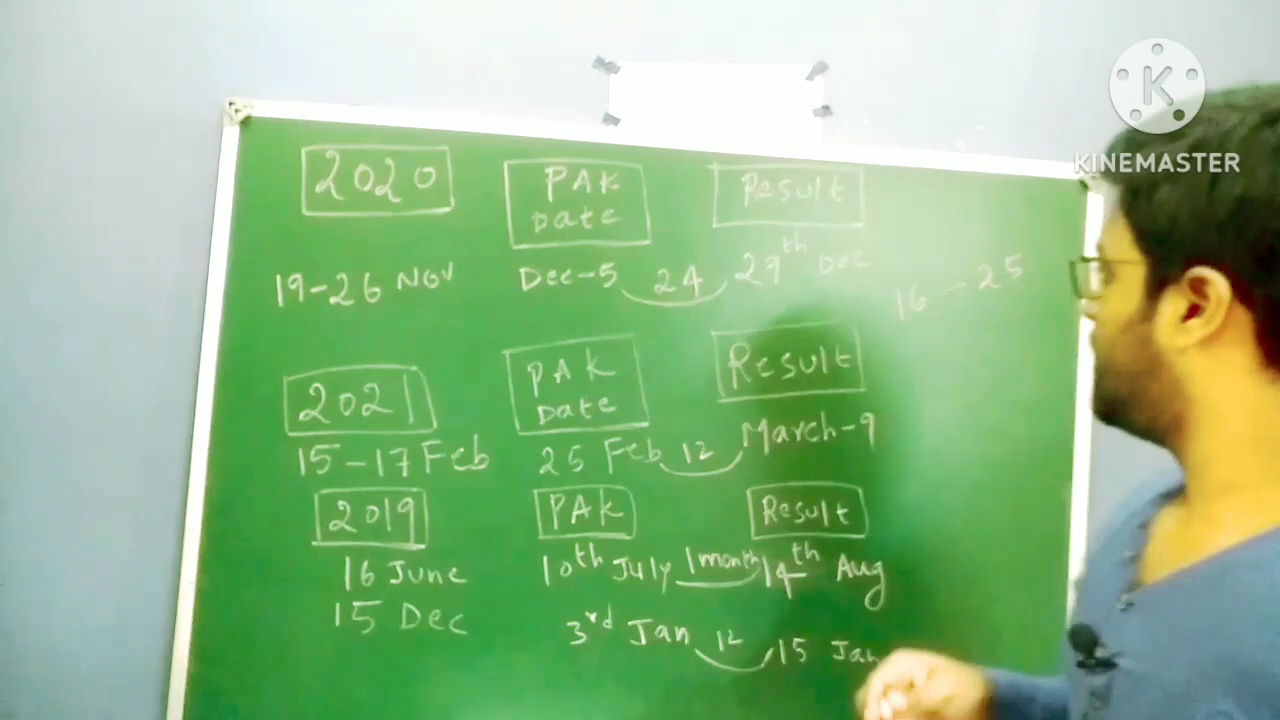 K
KINEMASTER
2020 PAK Date Result
19-26 NOV Dec-5 24 29th Dec 16-25
2021 PAK Date Result
15-17 Feb 25 Feb 12 March-9
2019 PAK Result
16 June 10th July 1 month 14th Aug
15 Dec 3rd Jan 12 15 Jan